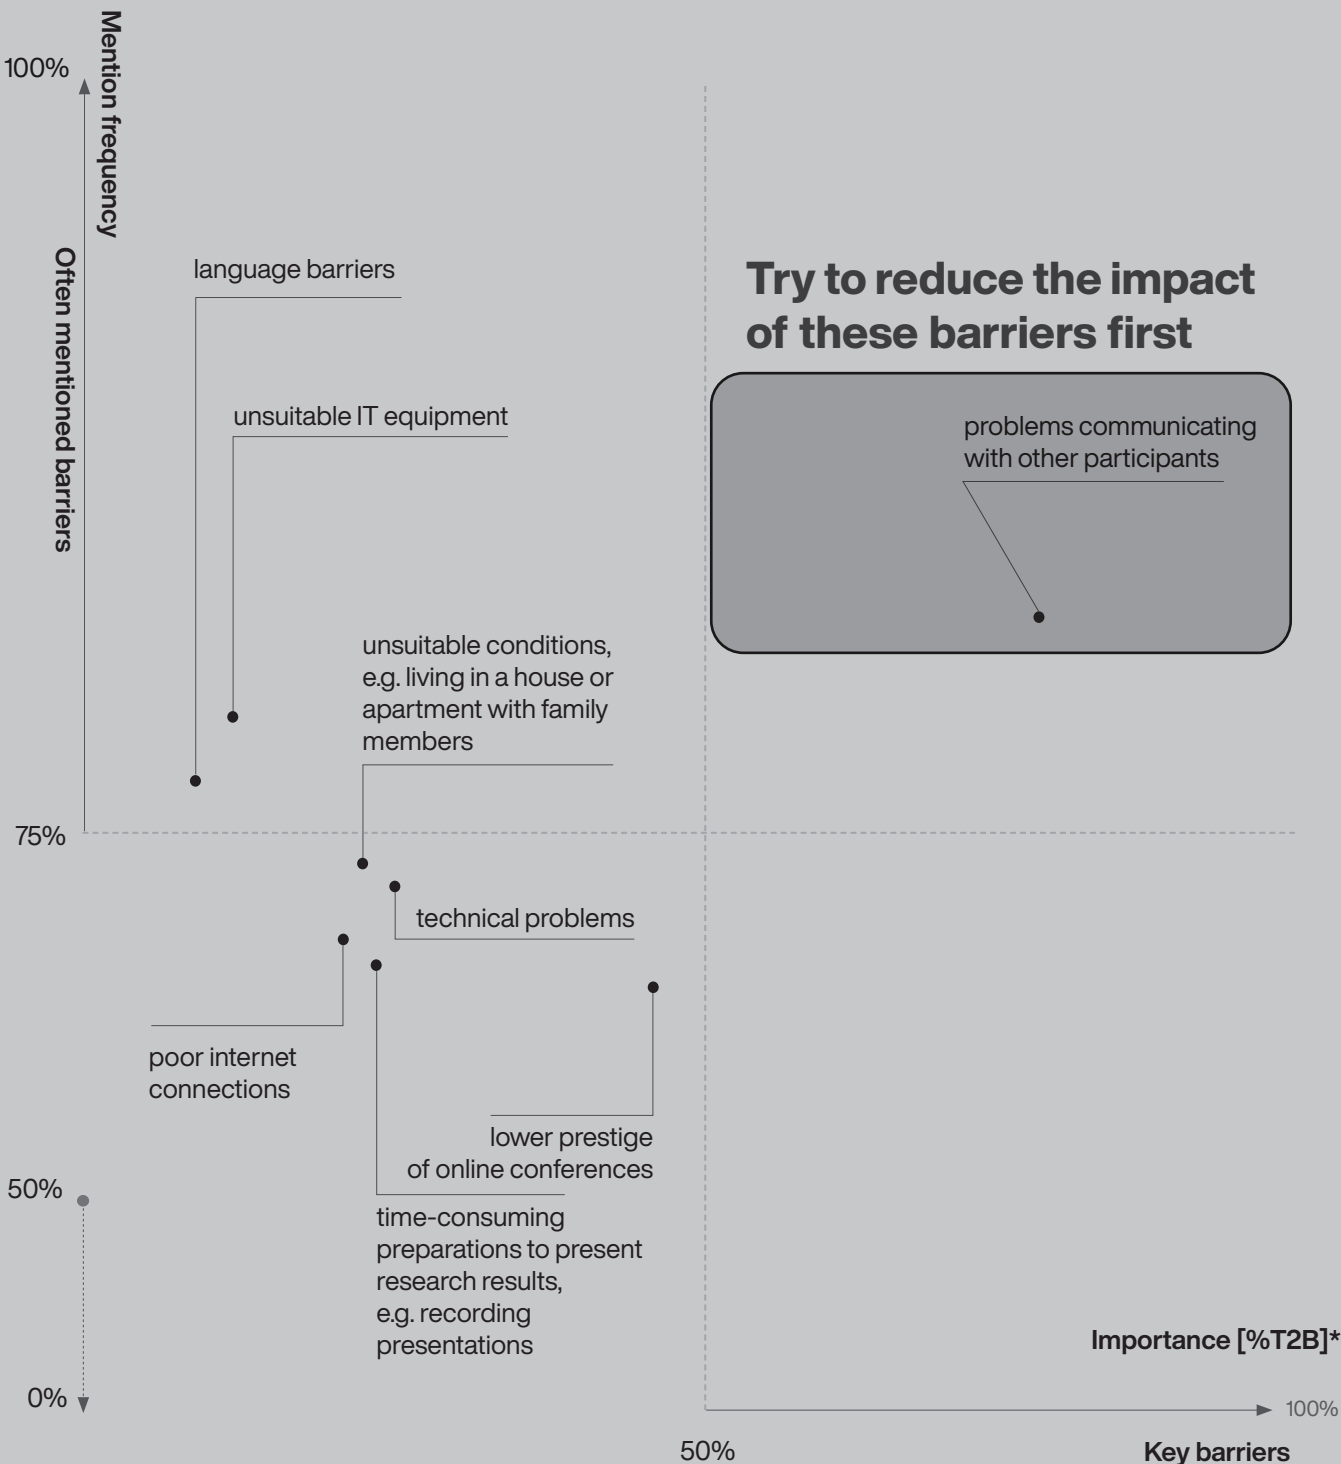 Mention frequency
100%
Often mentioned barriers
language barriers
Try to reduce the impact
of these barriers first
unsuitable IT equipment
problems communicating
with other participants
unsuitable conditions,
e.g. living in a house or
apartment with family
members
75%
technical problems
poor internet
connections
lower prestige
of online conferences
50%
time-consuming
preparations to present
research results,
e.g. recording
presentations
Importance [%T2B]*
0%
100%
50%
Key barriers